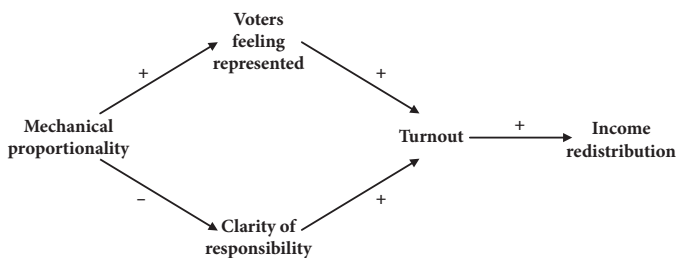 Voters
feeling
represented
+
+
Mechanical
proportionality
Turnout
+
Income
redistribution
–
+
Clarity of
responsibility